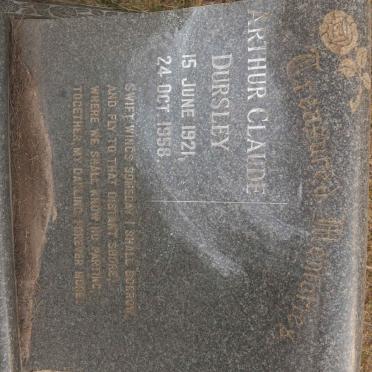 Treasured Memories
ARTHUR CLAUDE
DURSLEY
15 JUNE 1921,
24 OCT. 1958
SWIFT WINGS SOMEDAY I SHALL BORROW,
AND FLY TO THAT DISTANT SHORE,
WHERE WE SHALL KNOW NO PARTING
TOGETHER, MY DARLING, FOREVER MORE.